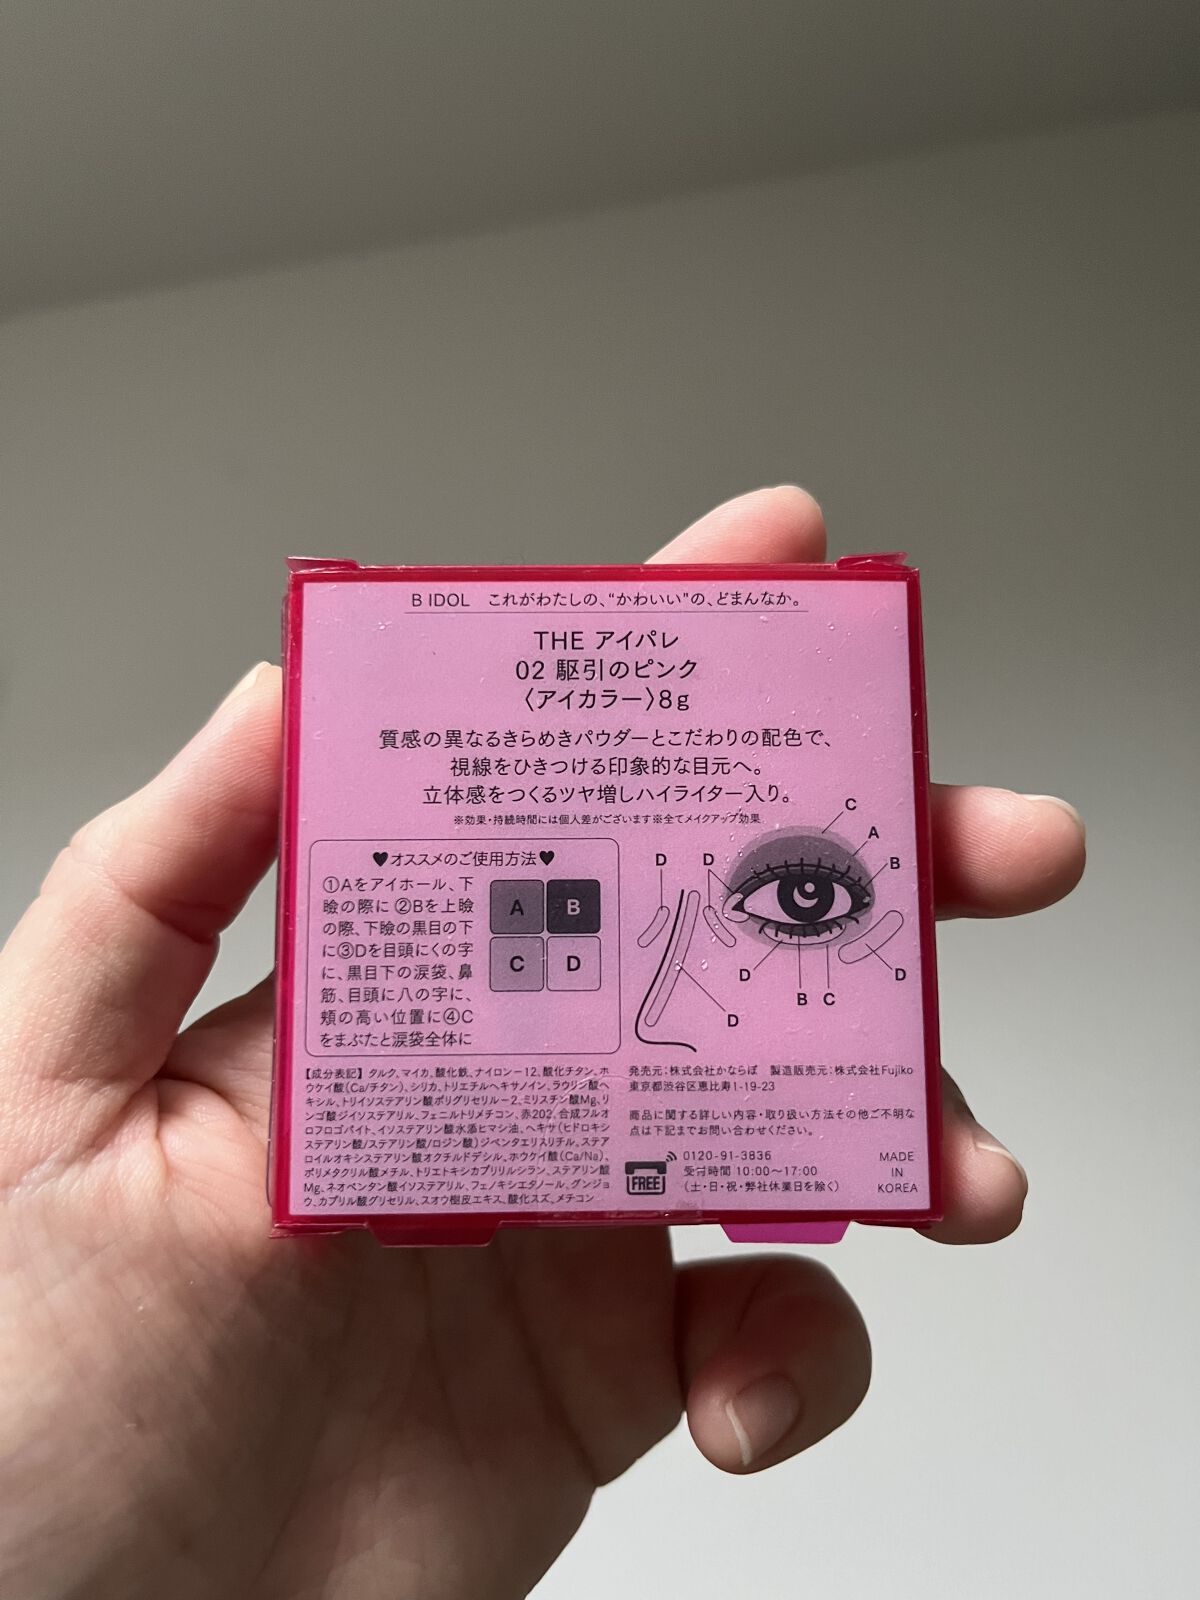 B IDOL これがわたしの、“かわいい”の、どまんなか。
THE アイパレ
02 駆引のピンク
〈アイカラー〉8g
質感の異なるきらめきパウダーとこだわりの配色で、
視線をひきつける印象的な目元へ。
立体感をつくるツヤ増しハイライター入り。
※効果・持続時間には個人差がございます※全てメイクアップ効果
♥オススメのご使用方法♥
①Aをアイホール、下
瞼の際に ②Bを上瞼
の際、下瞼の黒目の下
に③Dを目頭にくの字
に、黒目下の涙袋、鼻
筋、目頭に八の字に、
頬の高い位置に④C
をまぶたと涙袋全体に
A B
C D
C
A
B
D D
D
B C
D
D
【成分表記】タルク、マイカ、酸化鉄、ナイロン－12、酸化チタン、ホ
ウケイ酸(Ca/チタン)、シリカ、トリエチルヘキサノイン、ラウリン酸ヘ
キシル、トリイソステアリン酸ポリグリセリル－2、ミリスチン酸Mg、リ
ンゴ酸ジイソステアリル、フェニルトリメチコン、赤202、合成フルオ
ロフロゴパイト、イソステアリン酸水添ヒマシ油、ヘキサ(ヒドロキシ
ステアリン酸/ステアリン酸/ロジン酸)ジペンタエリスリチル、ステア
ロイルオキシステアリン酸オクチルドデシル、ホウケイ酸(Ca/Na)、
ポリメタクリル酸メチル、トリエトキシカプリリルシラン、ステアリン酸
Mg、ネオペンタン酸イソステアリル、フェノキシエタノール、グンジョ
ウ、カプリル酸グリセリル、スオウ樹皮エキス、酸化スズ、メチコン
発売元：株式会社かならぼ 製造販売元：株式会社Fujiko
東京都渋谷区恵比寿1-19-23
商品に関する詳しい内容・取り扱い方法その他ご不明な
点は下記までお問い合わせください。
FREE
0120-91-3836
受付時間 10:00〜17:00
（土・日・祝・弊社休業日を除く）
MADE
IN
KOREA